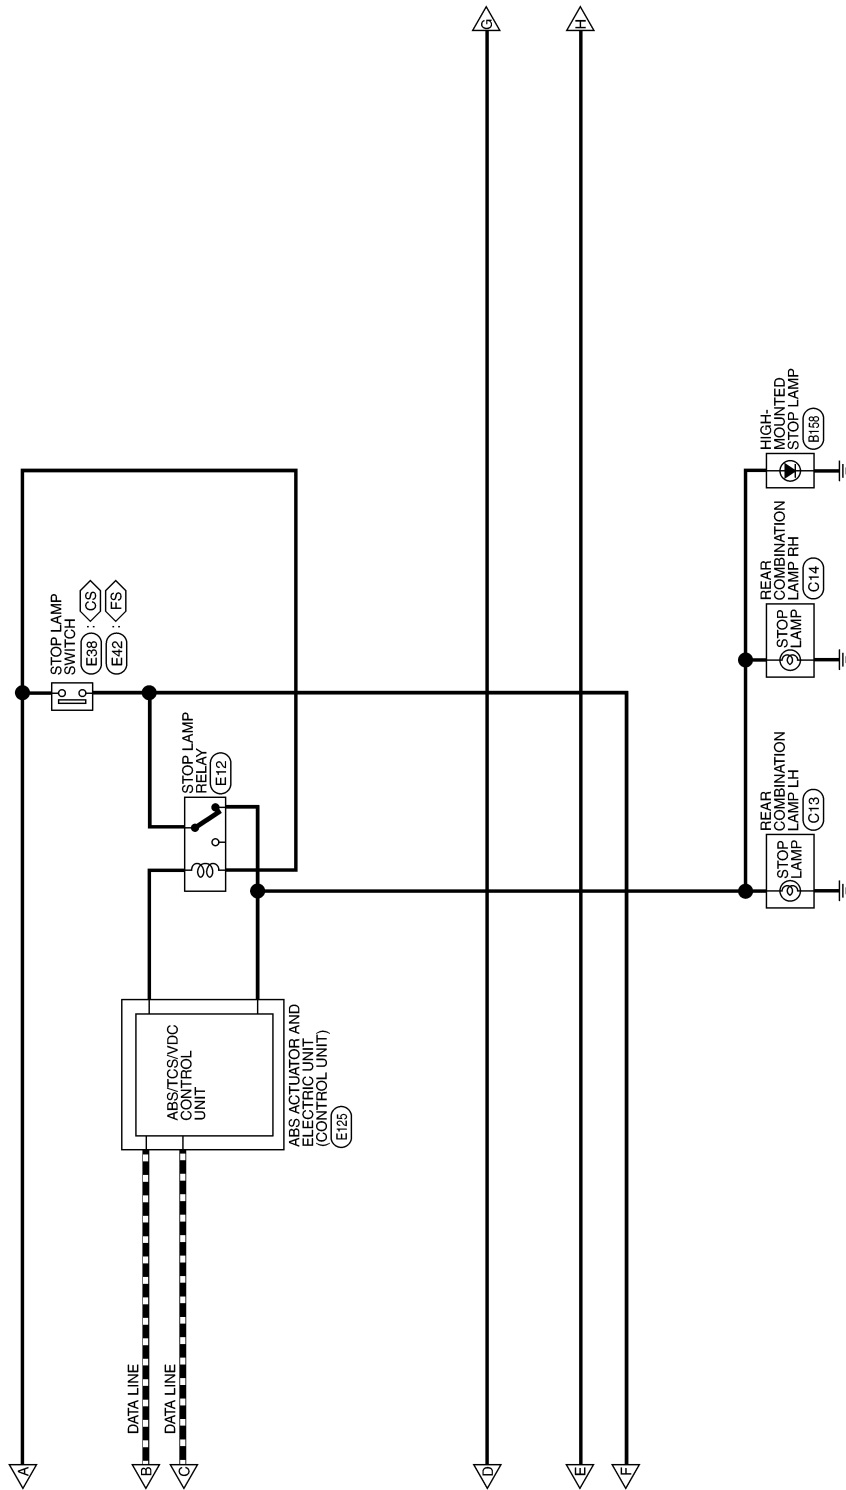 A
B
C
D
E
F
G
H
DATA LINE
DATA LINE
ABS/TCS/VDC
CONTROL
UNIT
ABS ACTUATOR AND
ELECTRIC UNIT
(CONTROL UNIT)
E125
STOP LAMP
RELAY
E12
STOP LAMP
SWITCH
E38 : CS
E42 : FS
STOP
LAMP
REAR
COMBINATION
LAMP LH
C13
STOP
LAMP
REAR
COMBINATION
LAMP RH
C14
HIGH-
MOUNTED
STOP LAMP
B158